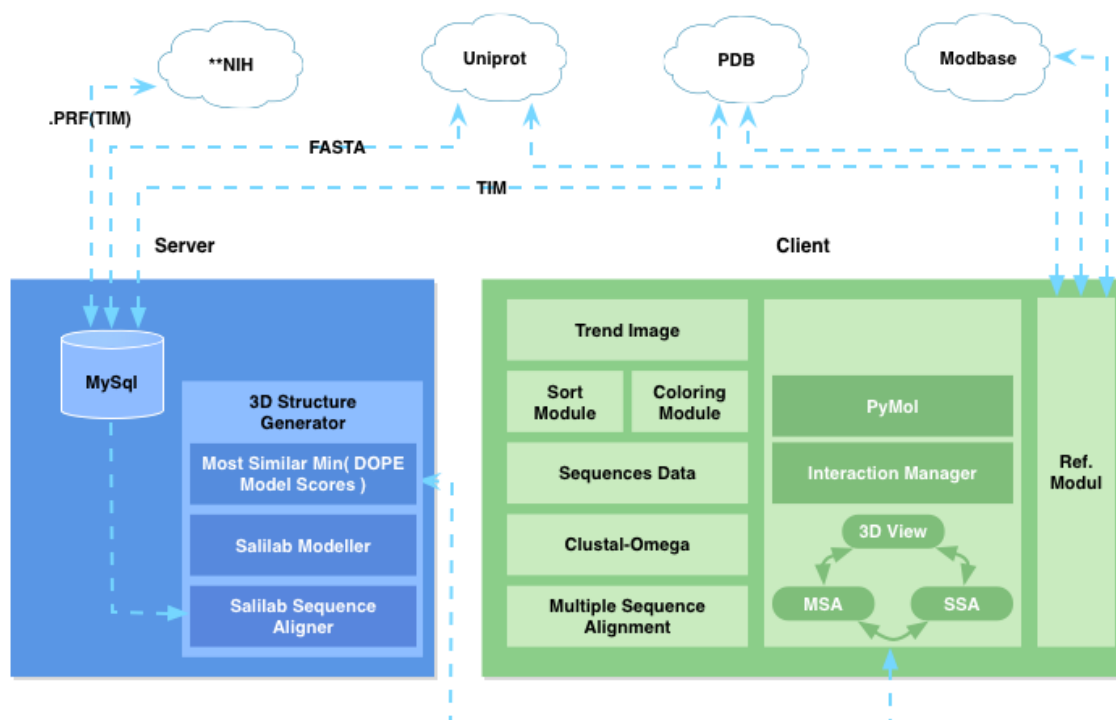 **NIH
Uniprot
PDB
Modbase
.PRF(TIM)
FASTA
TIM
Server
Client
MySql
3D Structure
Generator
Most Similar Min( DOPE
Model Scores )
Salilab Modeller
Salilab Sequence
Aligner
Trend Image
Sort
Module
Coloring
Module
Sequences Data
Clustal-Omega
Multiple Sequence
Alignment
PyMol
Interaction Manager
3D View
MSA
SSA
Ref.
Modul